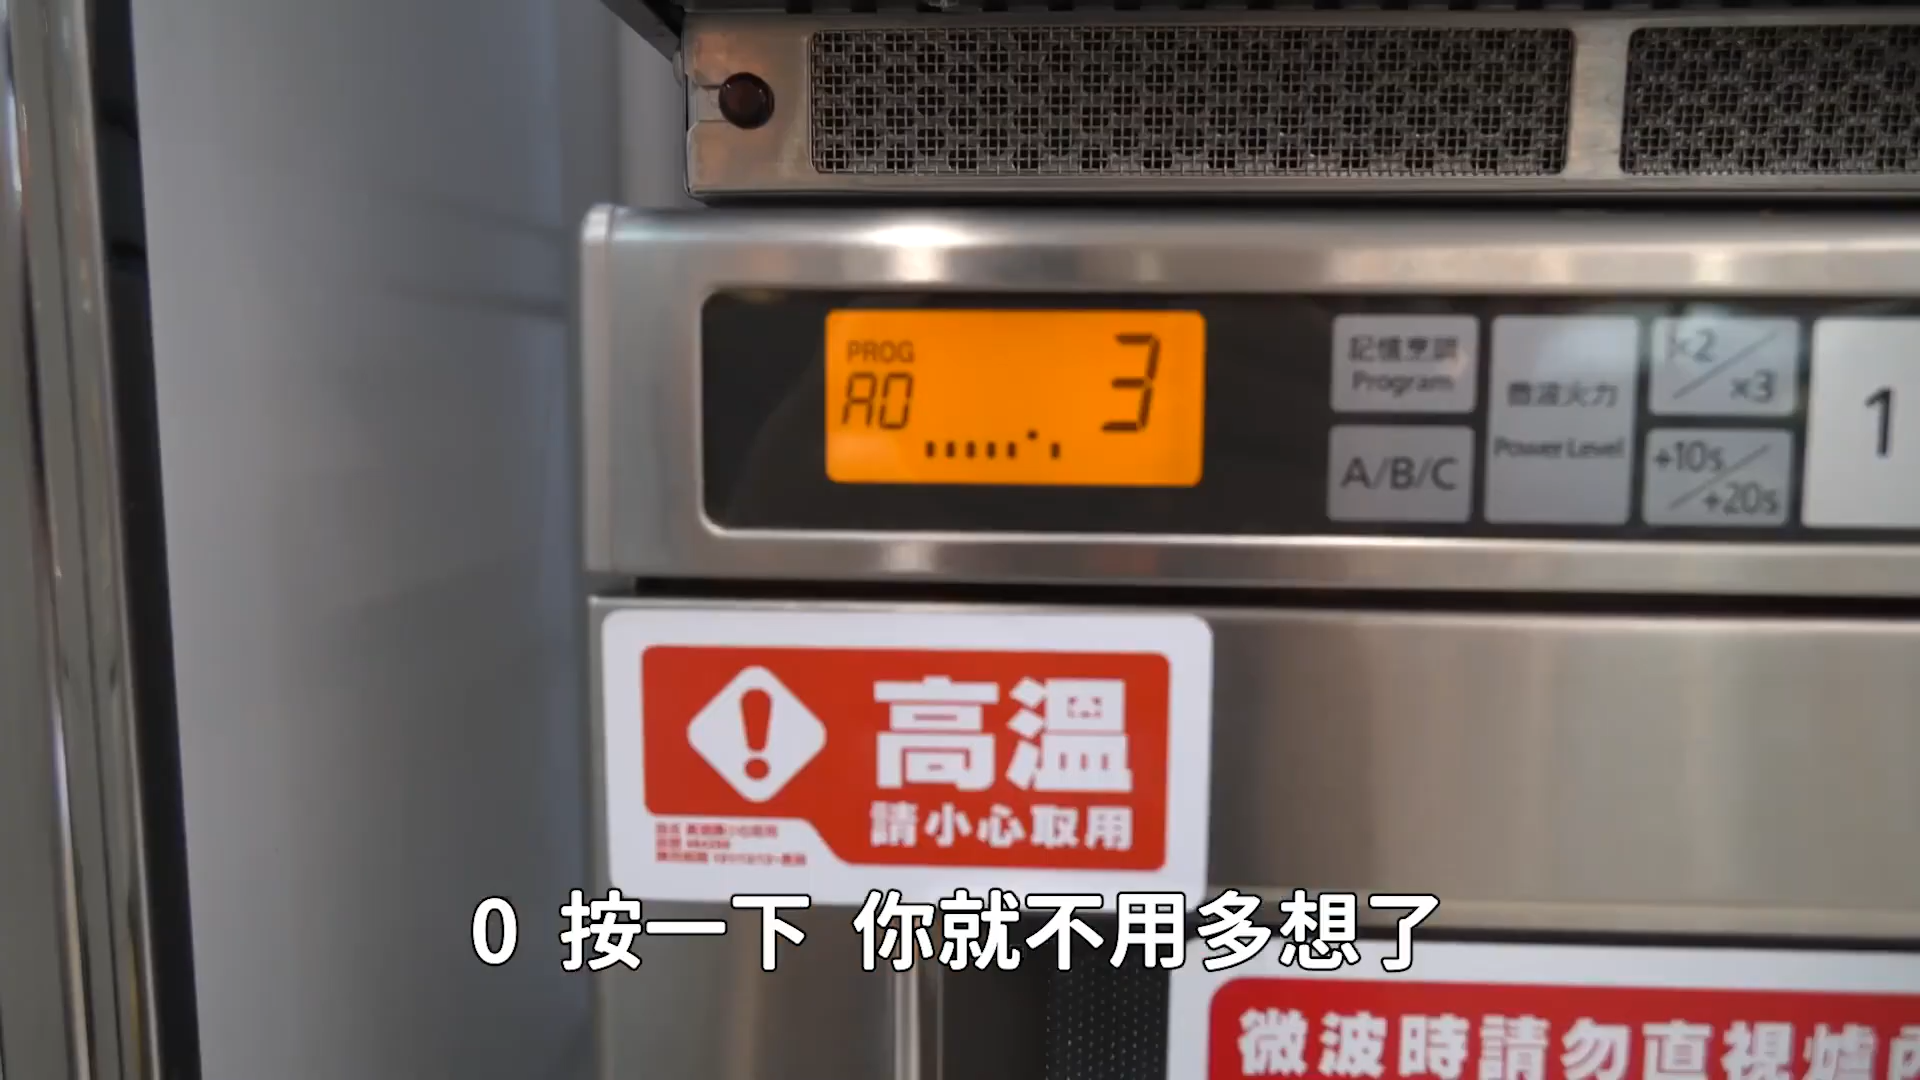 PROG
A0
3
記憶烹調
Program
A/B/C
微波火力
Power Level
×2
×3
+10s
+20s
1
高溫
請小心取用
0 按一下 你就不用多想了
微波時請勿直視爐